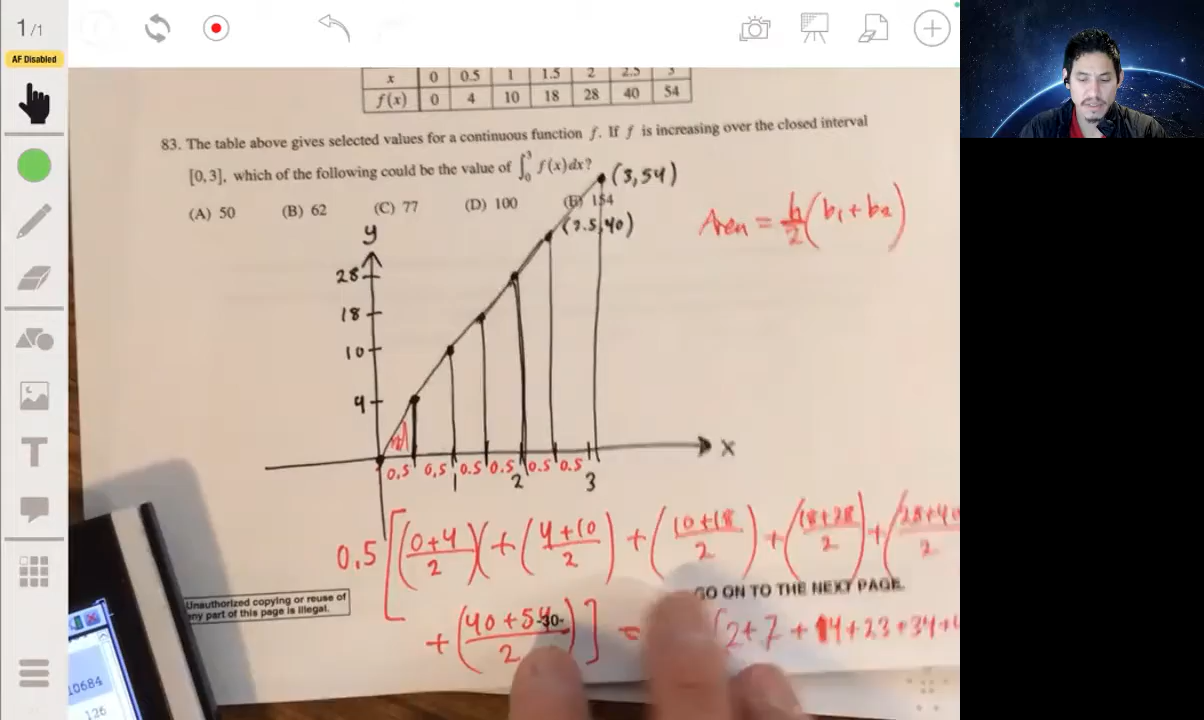 1/1
AF Disabled
x 0 0.5 1 1.5 2 2.5 3
f(x) 0 4 10 18 28 40 54
83. The table above gives selected values for a continuous function f. If f is increasing over the closed interval
[0,3], which of the following could be the value of ∫₀³ f(x)dx?
(A) 50 (B) 62 (C) 77 (D) 100 (E) 154
(3,54)
(2.5,40)
Area = h/2 (b₁+b₂)
y
28
18
10
4
x
0.5 0.5 0.5 0.5 0.5 0.5
1 2 3
0.5[(0+4/2)+(4+10/2)+(10+18/2)+(18+28/2)+(28+40/2
GO ON TO THE NEXT PAGE.
Unauthorized copying or reuse of
any part of this page is illegal.
-30-
+(40+54/2)] = [2+7+14+23+34+4
T
10684
126